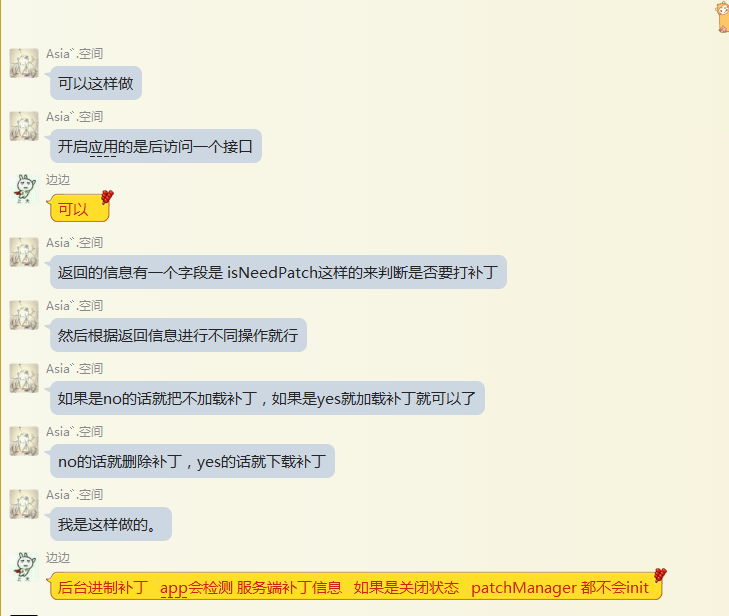 Asia〃.空间
可以这样做
Asia〃.空间
开启应用的是后访问一个接口
边边
可以
Asia〃.空间
返回的信息有一个字段是 isNeedPatch这样的来判断是否要打补丁
Asia〃.空间
然后根据返回信息进行不同操作就行
Asia〃.空间
如果是no的话就把不加载补丁，如果是yes就加载补丁就可以了
Asia〃.空间
no的话就删除补丁，yes的话就下载补丁
Asia〃.空间
我是这样做的。
边边
后台进制补丁 app会检测 服务端补丁信息 如果是关闭状态 patchManager 都不会init